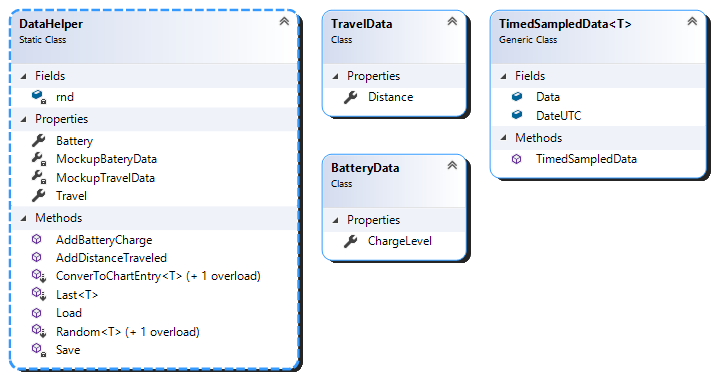 DataHelper
Static Class
Fields
rnd
Properties
Battery
MockupBateryData
MockupTravelData
Travel
Methods
AddBatteryCharge
AddDistanceTraveled
ConverToChartEntry<T> (+ 1 overload)
Last<T>
Load
Random<T> (+ 1 overload)
Save
TravelData
Class
Properties
Distance
BatteryData
Class
Properties
ChargeLevel
TimedSampledData<T>
Generic Class
Fields
Data
DateUTC
Methods
TimedSampledData